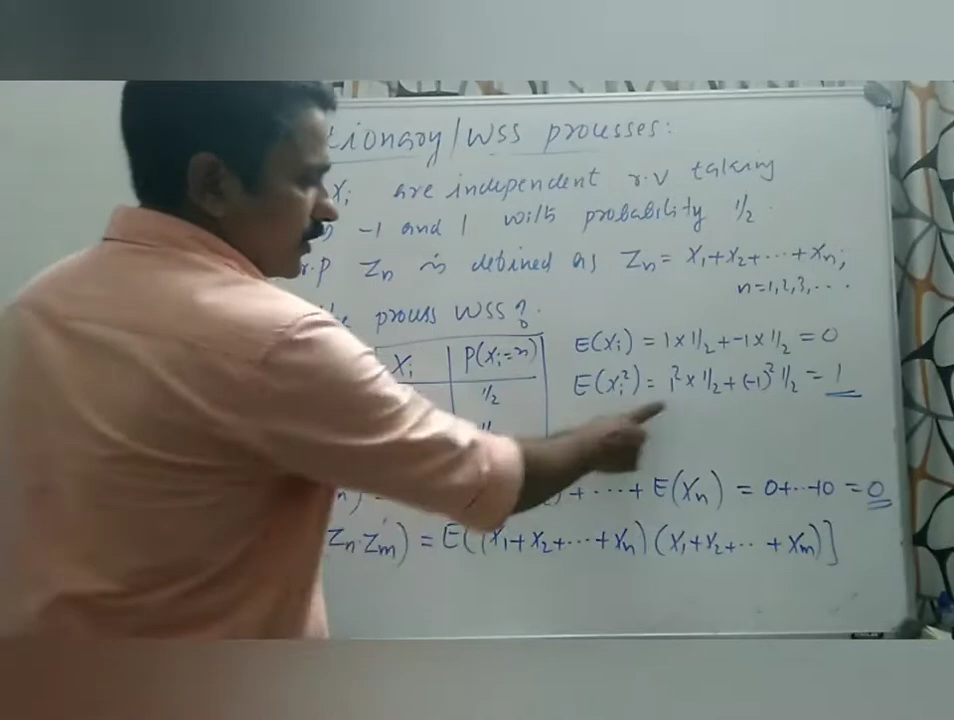 tionary/WSS processes:
Xi are independent r.v taking
-1 and 1 with probability 1/2.
r.p Zn is defined as Zn = X1+X2+···+Xn;
n=1,2,3,...
process WSS?
Xi P(Xi=x)
1/2
E(Xi) = 1×1/2+-1×1/2 = 0
E(Xi²) = 1²×1/2+(-1)² 1/2 = 1
+···+E(Xn) = 0+···+0 = 0
Zn·Zm) = E((X1+X2+···+Xn)(X1+X2+···+Xm)]